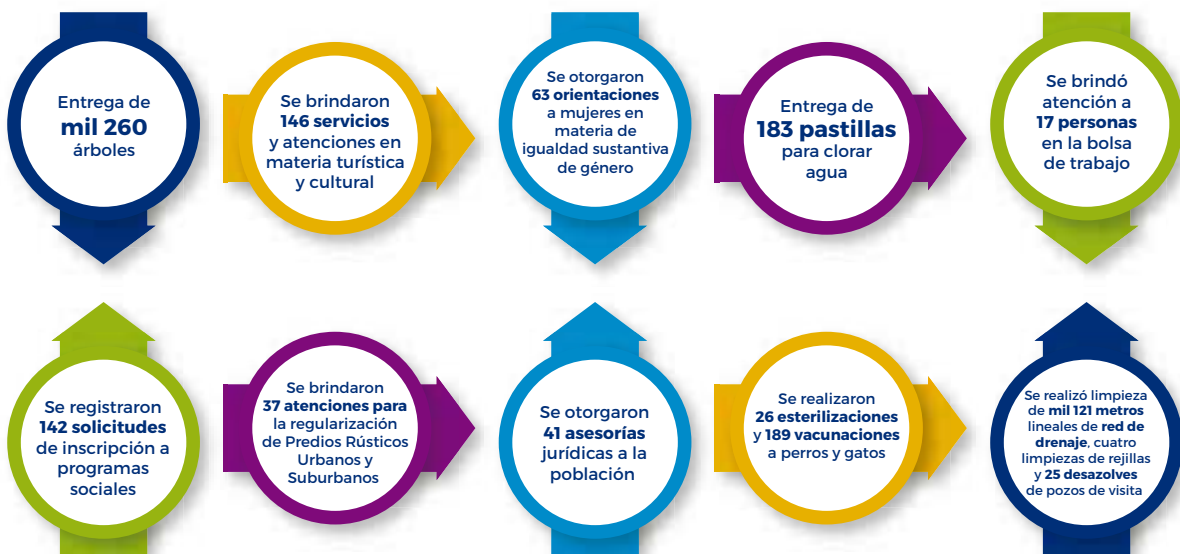 Entrega de
mil 260
árboles
Se brindaron
146 servicios
y atenciones en
materia turística
y cultural
Se otorgaron
63 orientaciones
a mujeres en
materia de
igualdad sustantiva
de género
Entrega de
183 pastillas
para clorar
agua
Se brindó
atención a
17 personas
en la bolsa
de trabajo
Se registraron
142 solicitudes
de inscripción a
programas
sociales
Se brindaron
37 atenciones para
la regularización
de Predios Rústicos
Urbanos y
Suburbanos
Se otorgaron
41 asesorías
jurídicas a la
población
Se realizaron
26 esterilizaciones
y 189 vacunaciones
a perros y gatos
Se realizó limpieza
de mil 121 metros
lineales de red de
drenaje, cuatro
limpiezas de rejillas
y 25 desazolves
de pozos de visita